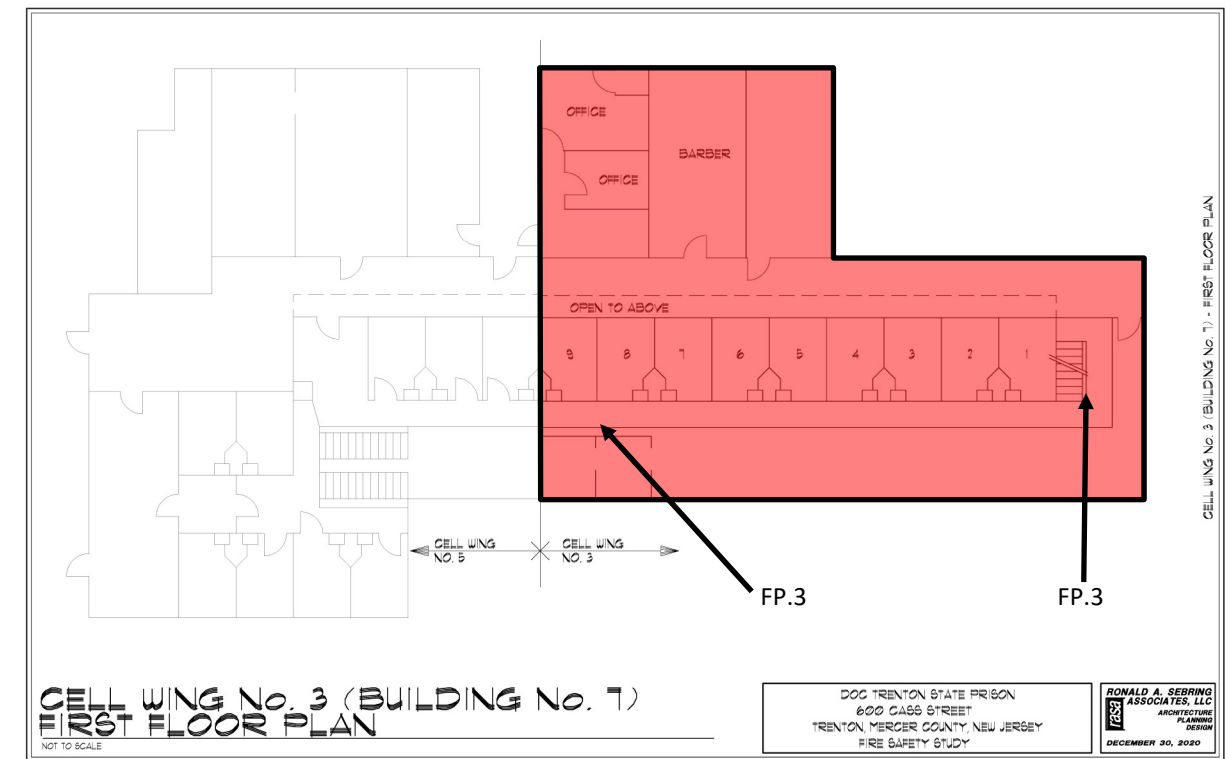 OFFICE
BARBER
OFFICE
OPEN TO ABOVE
9 8 7 6 5 4 3 2 1
CELL WING No. 3 (BUILDING No. 7) - FIRST FLOOR PLAN
CELL WING
NO. 5
CELL WING
NO. 3
FP.3
FP.3
CELL WING No. 3 (BUILDING No. 7)
FIRST FLOOR PLAN
NOT TO SCALE
DOC TRENTON STATE PRISON
600 CASS STREET
TRENTON, MERCER COUNTY, NEW JERSEY
FIRE SAFETY STUDY
rasa
RONALD A. SEBRING
ASSOCIATES, LLC
ARCHITECTURE
PLANNING
DESIGN
DECEMBER 30, 2020